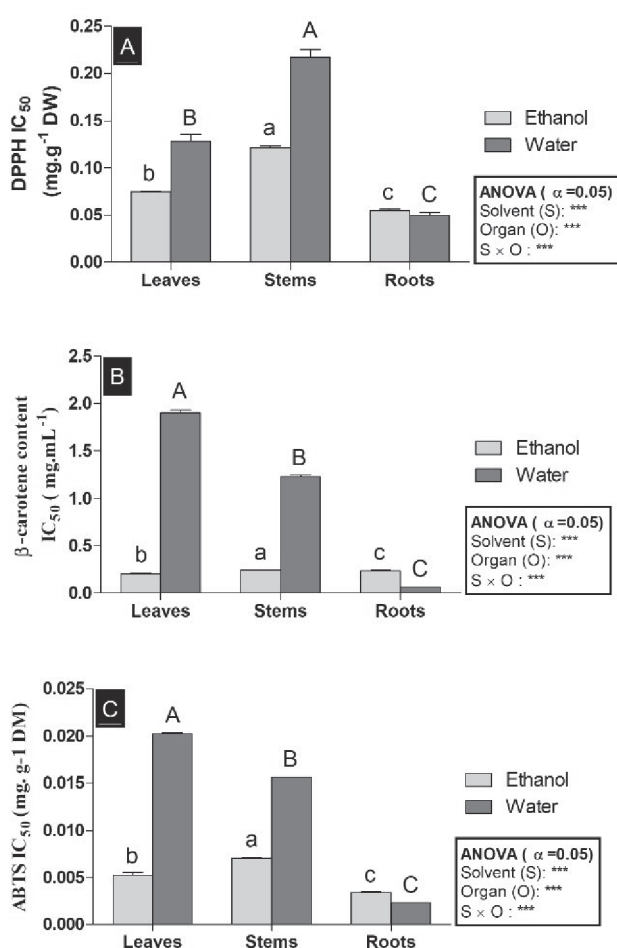 A
DPPH IC50
(mg.g-1 DW)
0.25
0.20
0.15
0.10
0.05
0.00
b
B
a
A
c
C
Leaves
Stems
Roots
Ethanol
Water
ANOVA ( α=0.05)
Solvent (S): ***
Organ (O): ***
S × O : ***
B
β-carotene content
IC50 ( mg.mL-1)
2.5
2.0
1.5
1.0
0.5
0.0
b
A
a
B
c
C
Leaves
Stems
Roots
Ethanol
Water
ANOVA ( α=0.05)
Solvent (S): ***
Organ (O): ***
S × O : ***
C
ABTS IC50 (mg. g-1 DM)
0.025
0.020
0.015
0.010
0.005
0.000
b
A
a
B
c
C
Leaves
Stems
Roots
Ethanol
Water
ANOVA ( α=0.05)
Solvent (S): ***
Organ (O): ***
S × O : ***